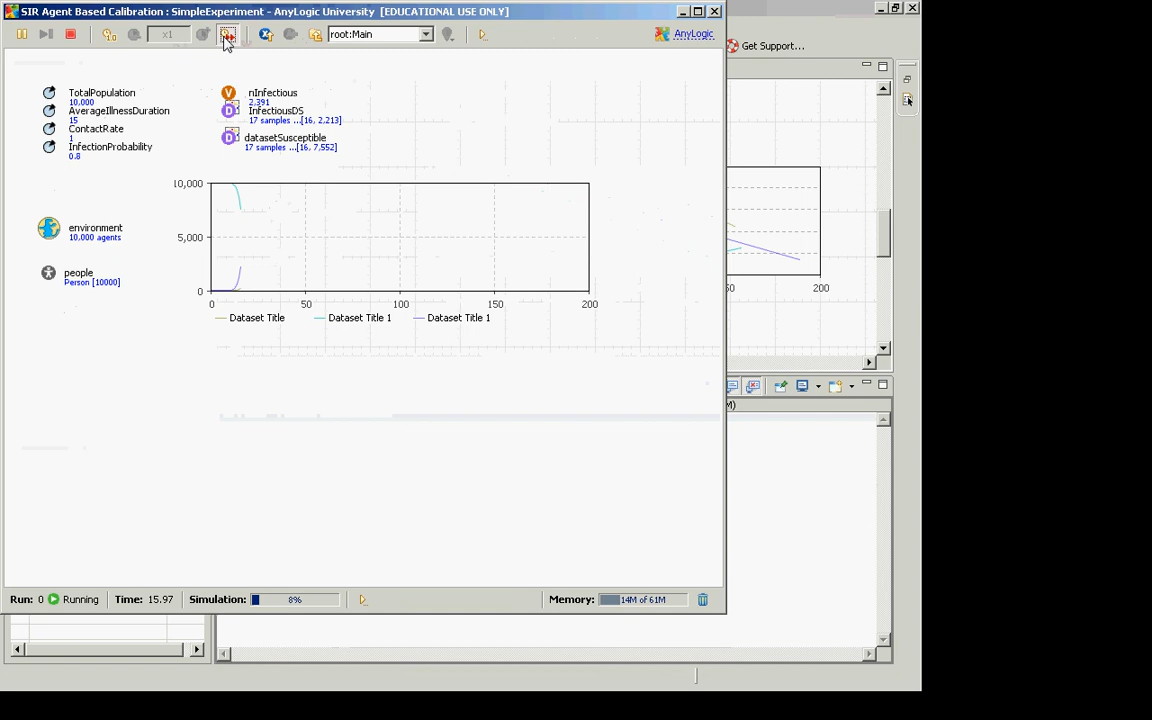 SIR Agent Based Calibration : SimpleExperiment - AnyLogic University [EDUCATIONAL USE ONLY]
x1
root:Main
AnyLogic
Get Support...
TotalPopulation
10,000
AverageIllnessDuration
15
ContactRate
1
InfectionProbability
0.8
nInfectious
2,391
InfectiousDS
17 samples ...[16, 2,213]
datasetSusceptible
17 samples ...[16, 7,552]
environment
10,000 agents
people
Person [10000]
10,000
5,000
0
0 50 100 150 200
Dataset Title Dataset Title 1 Dataset Title 1
50 200
M)
Run: 0 Running Time: 15.97 Simulation: 8% Memory: 14M of 61M